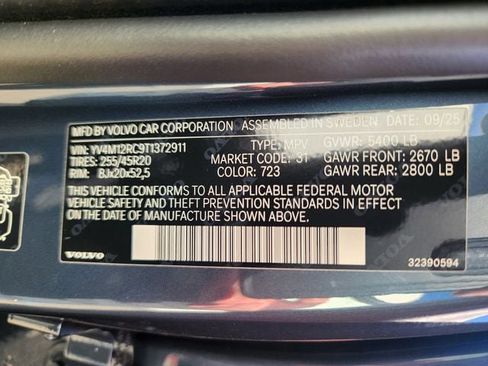 MFD BY VOLVO CAR CORPORATION ASSEMBLED IN SWEDEN DATE: 09/25
VIN: YV4M12RC9T1372911 TYPE: MPV GVWR: 5400 LB
TIRES: 255/45R20 MARKET CODE: 31 GAWR FRONT: 2670 LB
RIM: 8Jx20x52,5 COLOR: 723 GAWR REAR: 2800 LB
THIS VEHICLE CONFORMS TO ALL APPLICABLE FEDERAL MOTOR
VEHICLE SAFETY AND THEFT PREVENTION STANDARDS IN EFFECT
ON THE DATE OF MANUFACTURE SHOWN ABOVE.
VOLVO 32390594